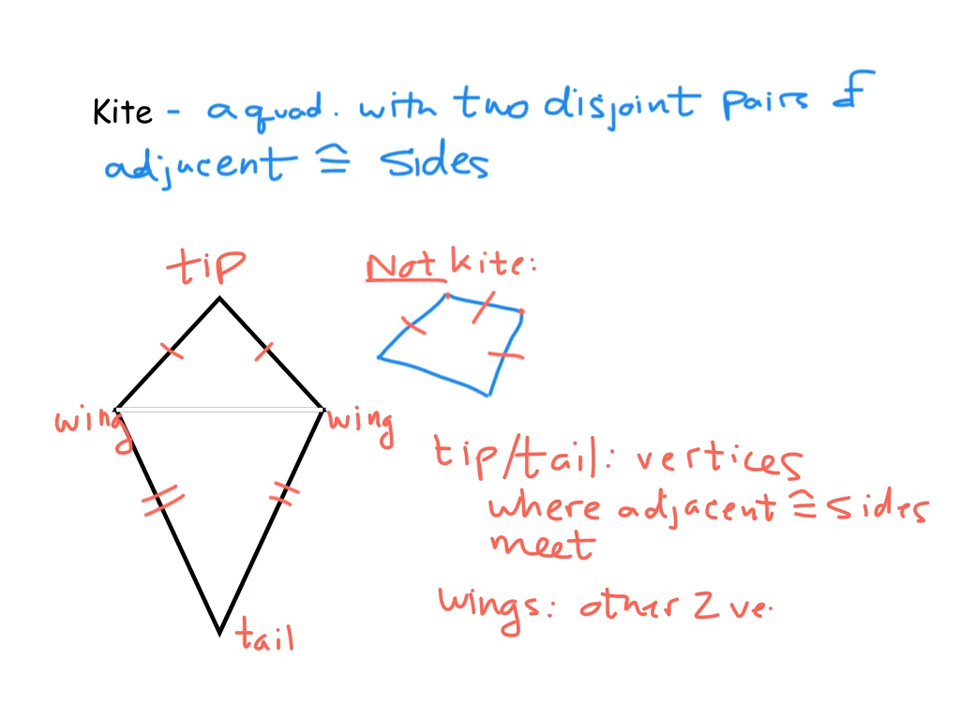 Kite - a quad. with two disjoint pairs of
adjacent ≅ sides
tip
Not kite:
wing
wing
tip/tail: vertices
where adjacent ≅ sides
meet
wings: other 2 ve
tail